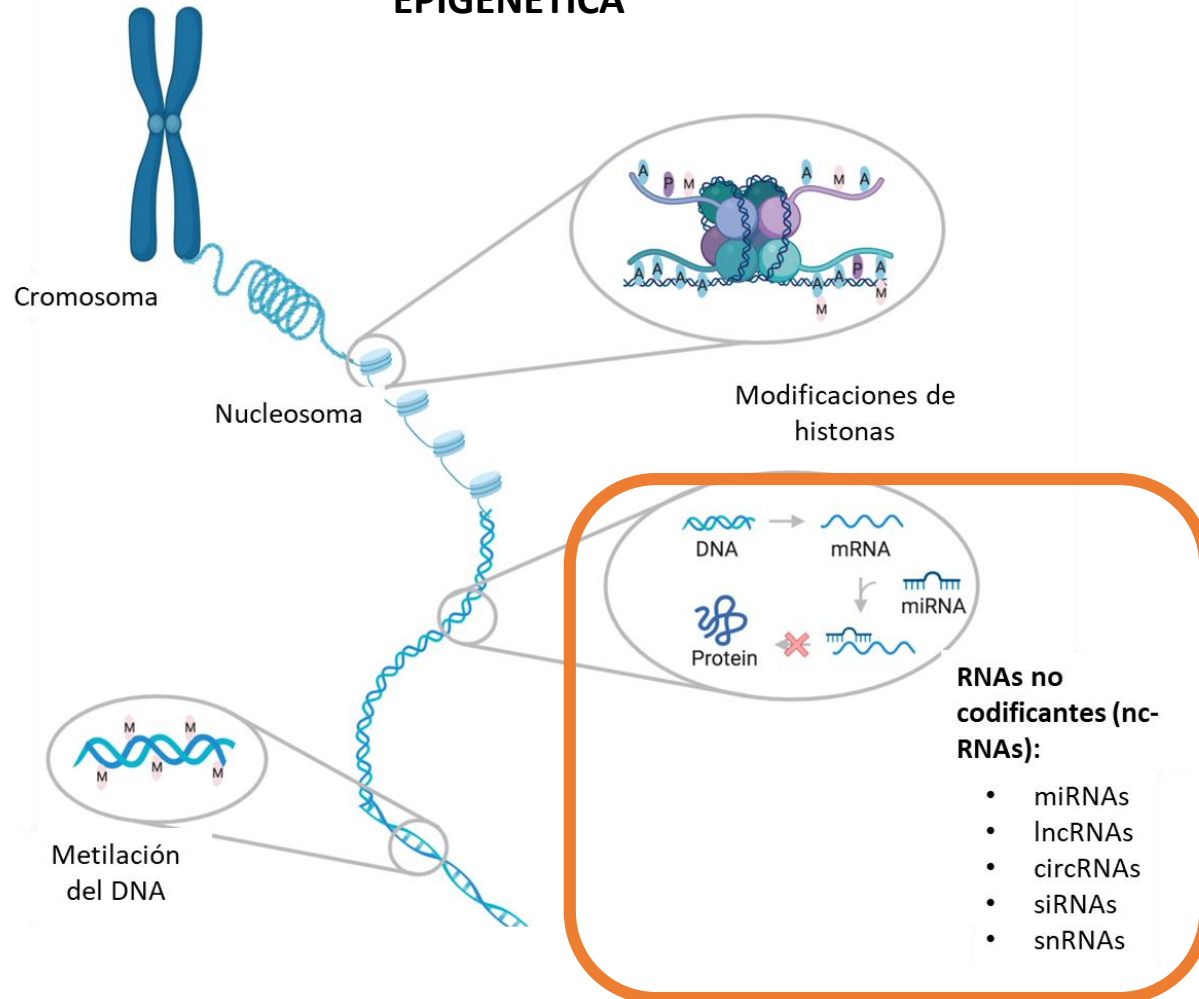 EPIGENÉTICA
A
P
M
A
M
A
A
A
A
A
A
A
A
P
A
M
M
Cromosoma
Nucleosoma
Modificaciones de
histonas
DNA
mRNA
miRNA
Protein
RNAs no
codificantes (nc-
RNAs):
• miRNAs
• lncRNAs
• circRNAs
• siRNAs
• snRNAs
M
M
M
M
M
Metilación
del DNA